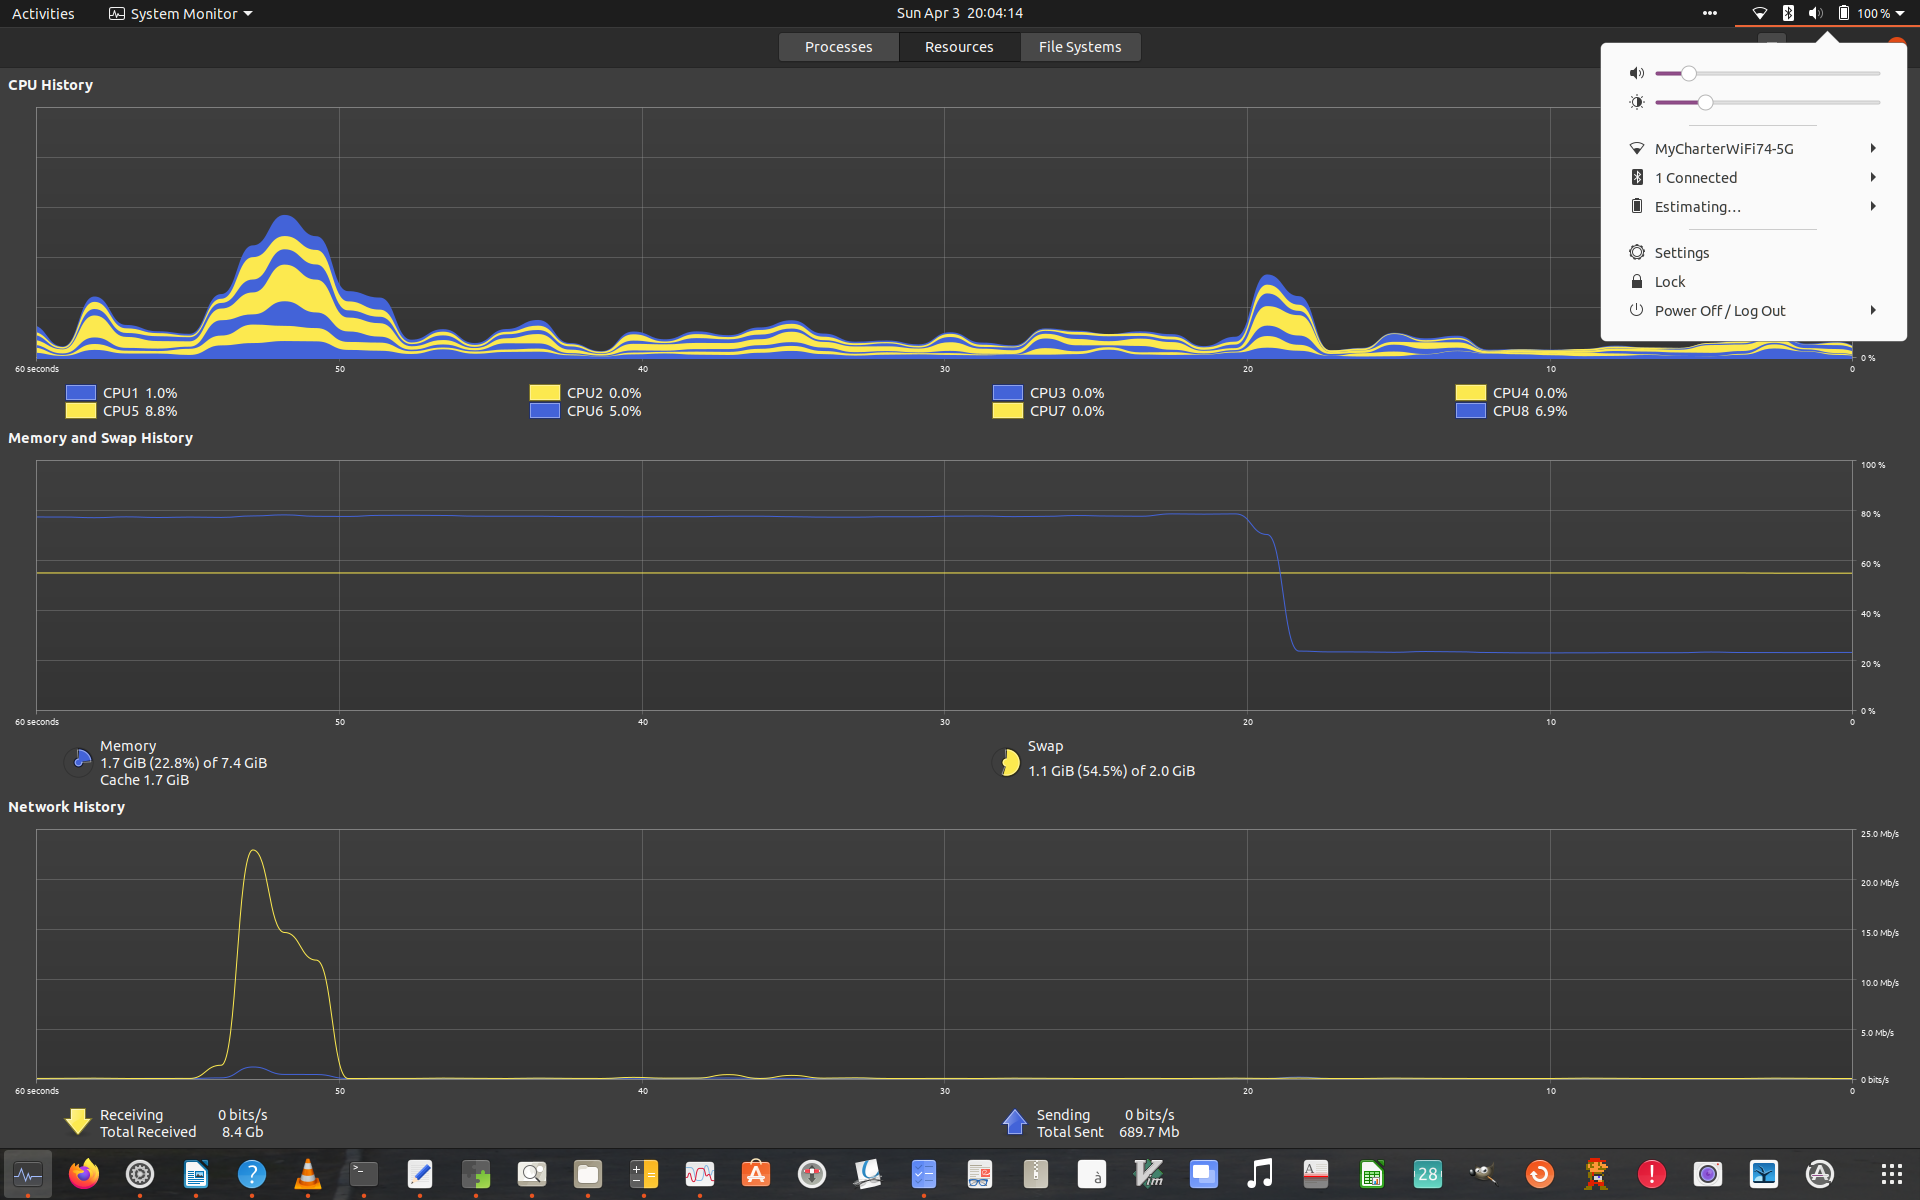 Activities
System Monitor
Sun Apr 3 20:04:14
100 %
Processes
Resources
File Systems
MyCharterWiFi74-5G
1 Connected
Estimating…
Settings
Lock
Power Off / Log Out
CPU History
0 %
60 seconds 50 40 30 20 10 0
CPU1 1.0% CPU2 0.0% CPU3 0.0% CPU4 0.0%
CPU5 8.8% CPU6 5.0% CPU7 0.0% CPU8 6.9%
Memory and Swap History
100 %
80 %
60 %
40 %
20 %
0 %
60 seconds 50 40 30 20 10 0
Memory
1.7 GiB (22.8%) of 7.4 GiB
Cache 1.7 GiB
Swap
1.1 GiB (54.5%) of 2.0 GiB
Network History
25.0 Mb/s
20.0 Mb/s
15.0 Mb/s
10.0 Mb/s
5.0 Mb/s
0 bits/s
60 seconds 50 40 30 20 10 0
Receiving 0 bits/s
Total Received 8.4 Gb
Sending 0 bits/s
Total Sent 689.7 Mb
?
>_
A
à
Vim
A
28
!